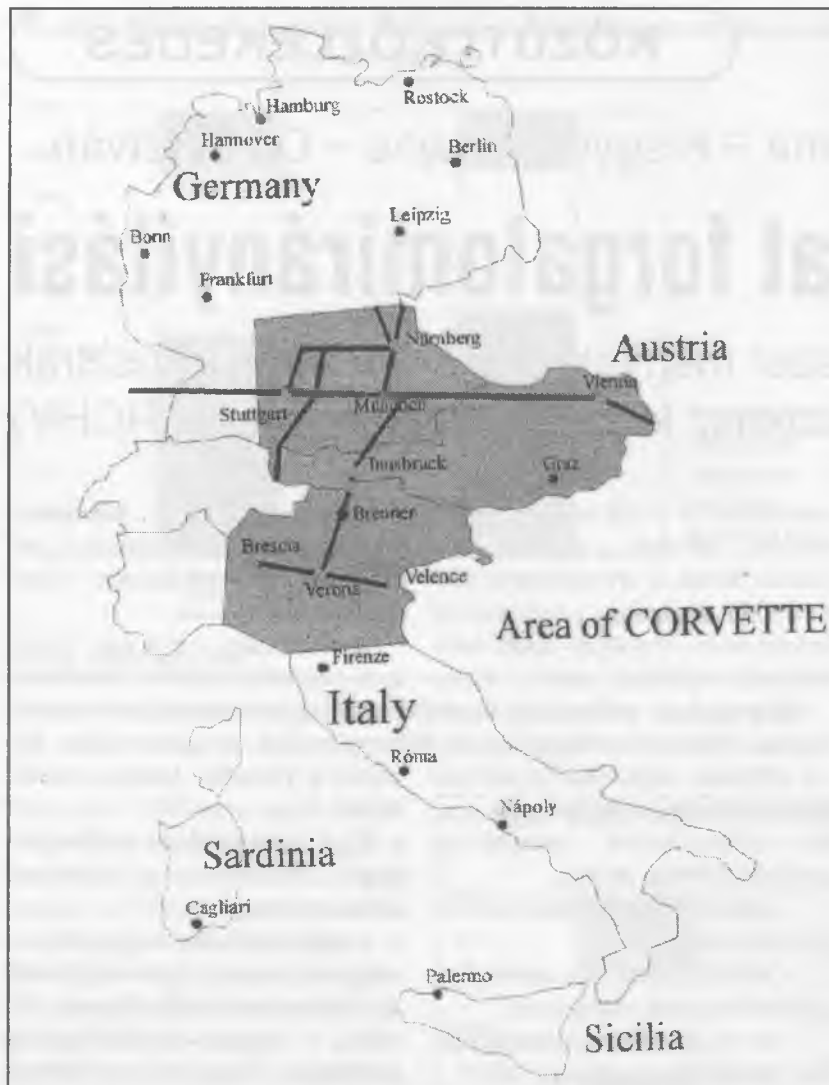 Rostock
Hamburg
Hannover
Berlin
Germany
Leipzig
Bonn
Frankfurt
Nürnberg
Austria
Vienna
Stuttgart
München
Innsbruck
Graz
Brenner
Brescia
Verona
Velence
Area of CORVETTE
Firenze
Italy
Róma
Nápoly
Sardinia
Cagliari
Palermo
Sicilia